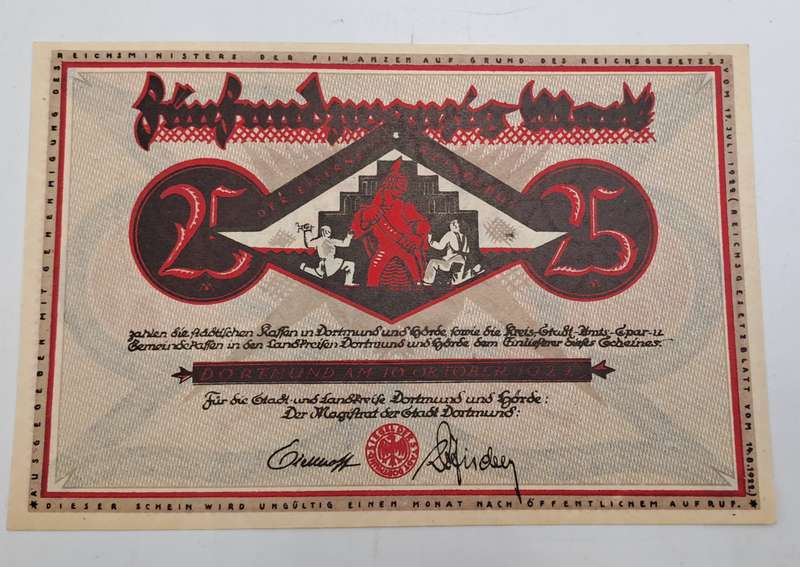 AUSGEGEBEN MIT GENEHMIGUNG DES
REICHSMINISTERS DER FINANZEN AUF GRUND DES REICHSGESETZES
VOM 17. JULI 1922 (REICHSGESETZBLATT VOM 19.8.1922.)
Fünfundzwanzig Mark
25
25
zahlen die städtischen Kassen in Dortmund und Hörde sowie die Kreis-Stadt-Amts-Spar-u
Gemeindekassen in den Landkreisen Dortmund und Hörde dem Einlieferer dieses Scheines.
DORTMUND AM 10 OKTOBER 1922
Für die Stadt-und Landkreise Dortmund und Hörde:
Der Magistrat der Stadt Dortmund:
* DIESER SCHEIN WIRD UNGÜLTIG EINEM MONAT NACH ÖFFENTLICHEM AUFRUF. *